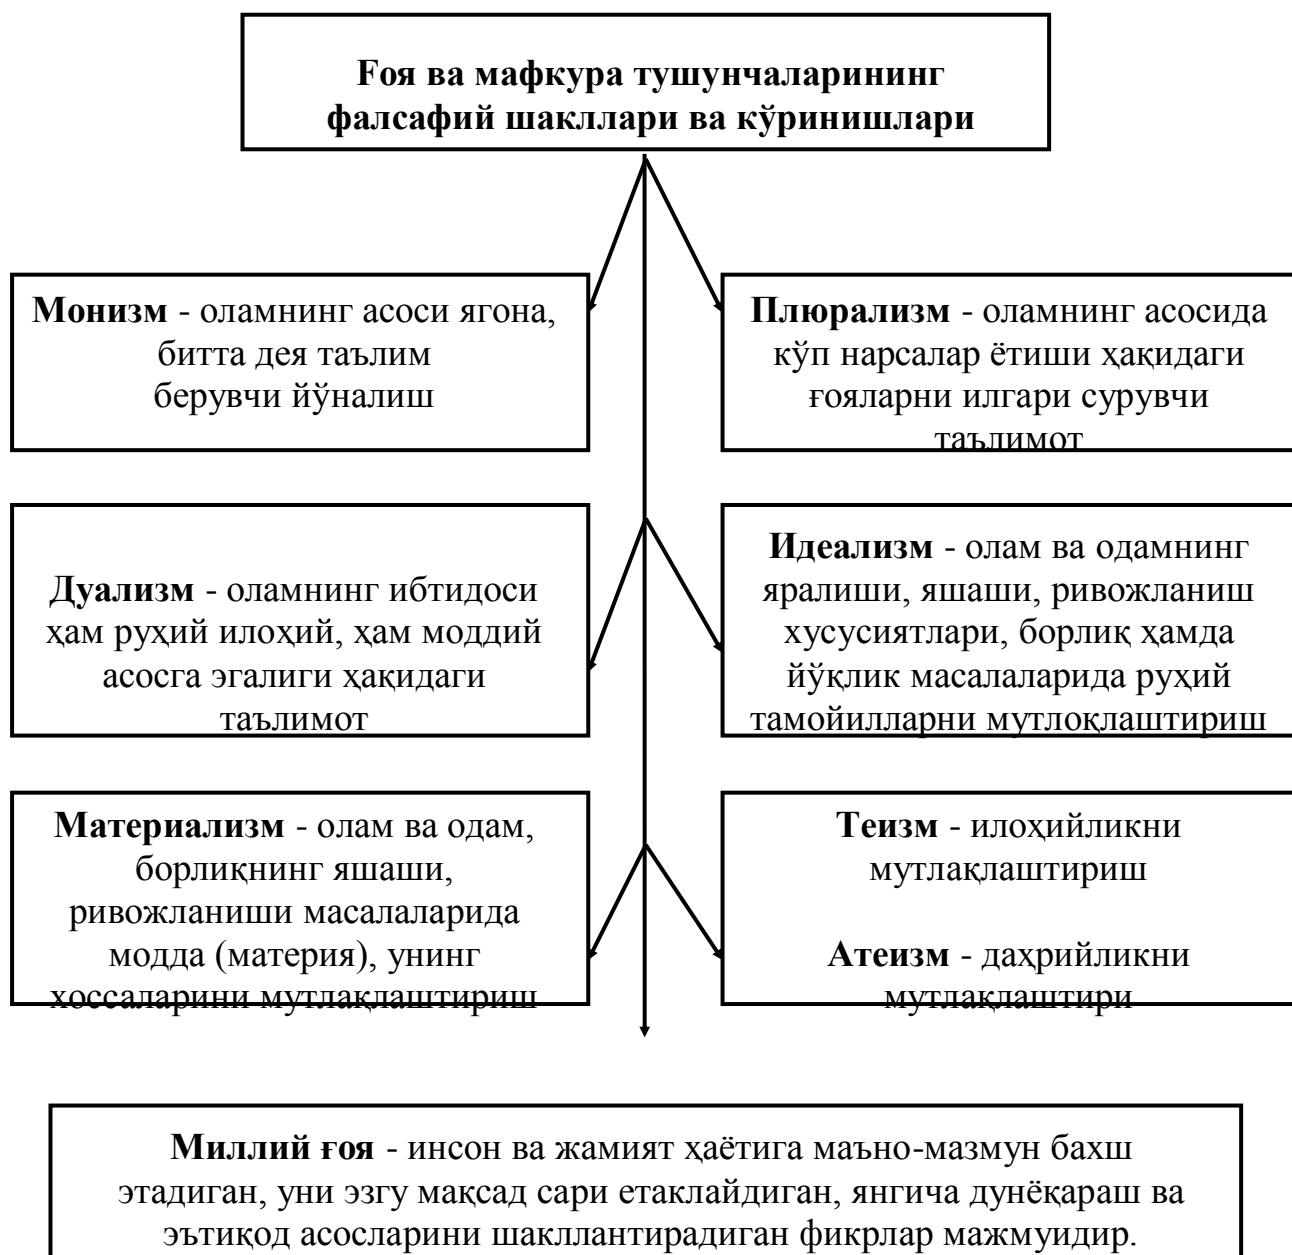 Ғоя ва мафкура тушунчаларининг
фалсафий шакллари ва кўринишлари
Монизм - оламнинг асоси ягона,
битта дея таълим
берувчи йўналиш
Плюрализм - оламнинг асосида
кўп нарсалар ётиши ҳақидаги
ғояларни илгари сурувчи
таълимот
Дуализм - оламнинг ибтидоси
ҳам руҳий илоҳий, ҳам моддий
асосга эгалиги ҳақидаги
таълимот
Идеализм - олам ва одамнинг
яралиши, яшаши, ривожланиш
хусусиятлари, борлиқ ҳамда
йўқлик масалаларида руҳий
тамойилларни мутлоқлаштириш
Материализм - олам ва одам,
борлиқнинг яшаши,
ривожланиши масалаларида
модда (материя), унинг
хоссаларини мутлақлаштириш
Теизм - илоҳийликни
мутлақлаштириш
Атеизм - даҳрийликни
мутлақлаштири
Миллий ғоя - инсон ва жамият ҳаётига маъно-мазмун бахш
этадиган, уни эзгу мақсад сари етаклайдиган, янгича дунёқараш ва
эътиқод асосларини шакллантирадиган фикрлар мажмуидир.